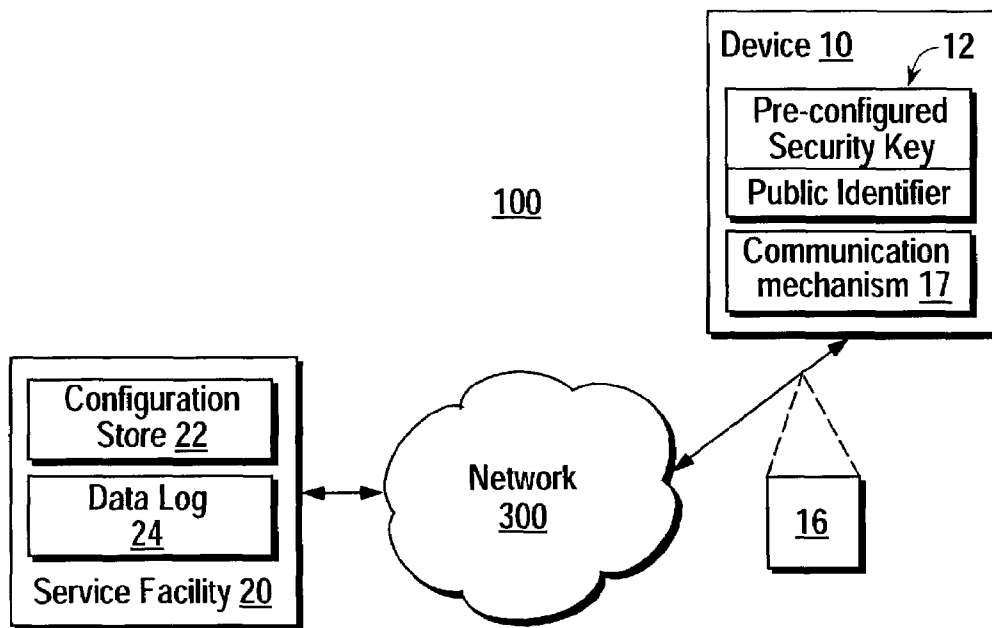 Device 10
12
Pre-configured
Security Key
Public Identifier
Communication
mechanism 17
100
Configuration
Store 22
Data Log
24
Service Facility 20
Network
300
16